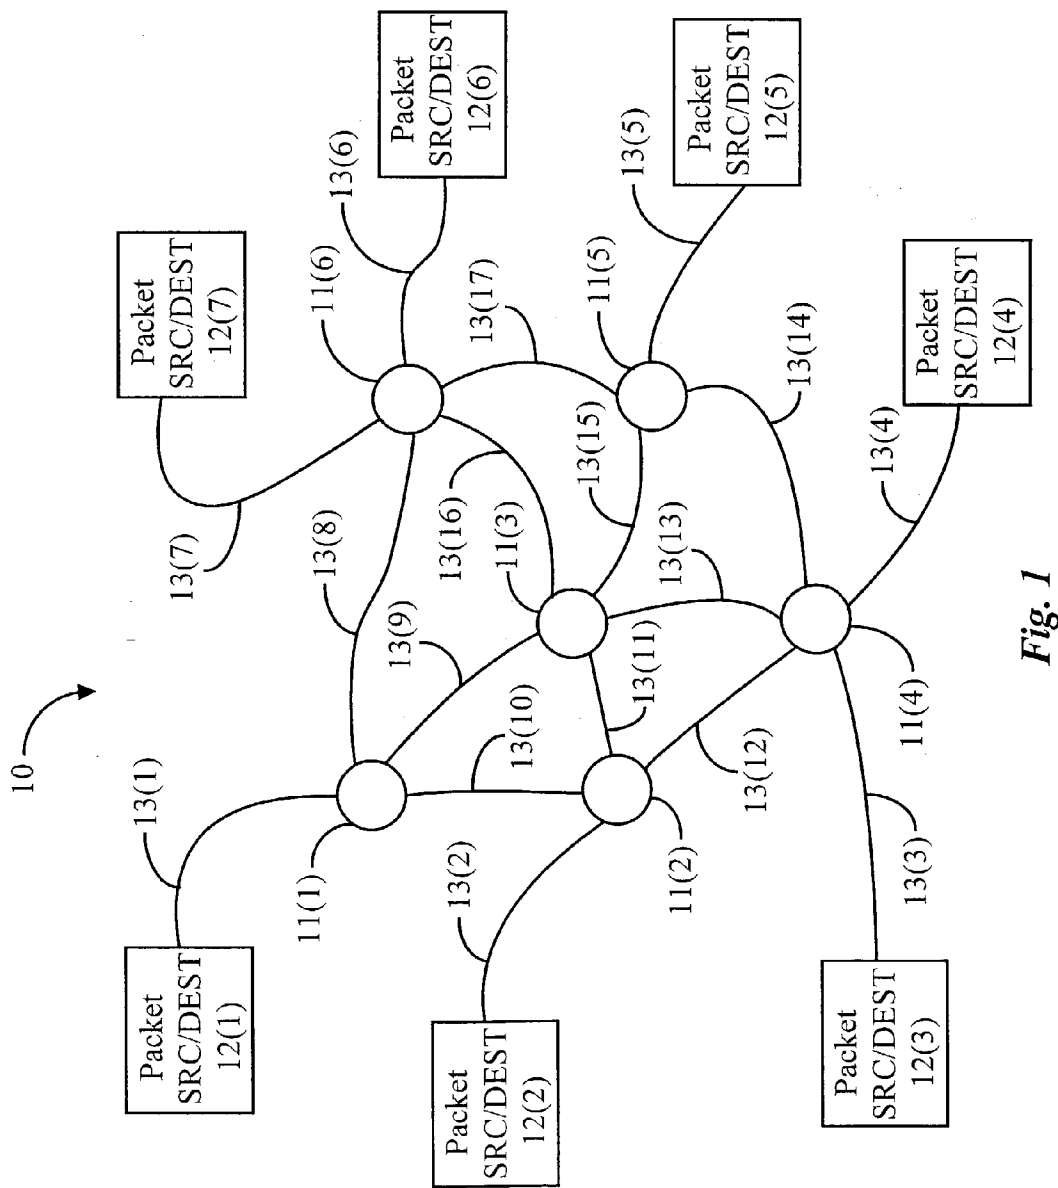 10
Packet
SRC/DEST
12(1)
13(1)
11(1)
Packet
SRC/DEST
12(2)
13(2)
11(2)
Packet
SRC/DEST
12(3)
13(3)
11(4)
Packet
SRC/DEST
12(4)
13(4)
Packet
SRC/DEST
12(5)
13(5)
11(5)
Packet
SRC/DEST
12(6)
13(6)
11(6)
Packet
SRC/DEST
12(7)
13(7)
13(8)
13(9)
13(10)
13(11)
13(12)
13(13)
13(14)
13(15)
13(16)
11(3)
13(17)
Fig. 1